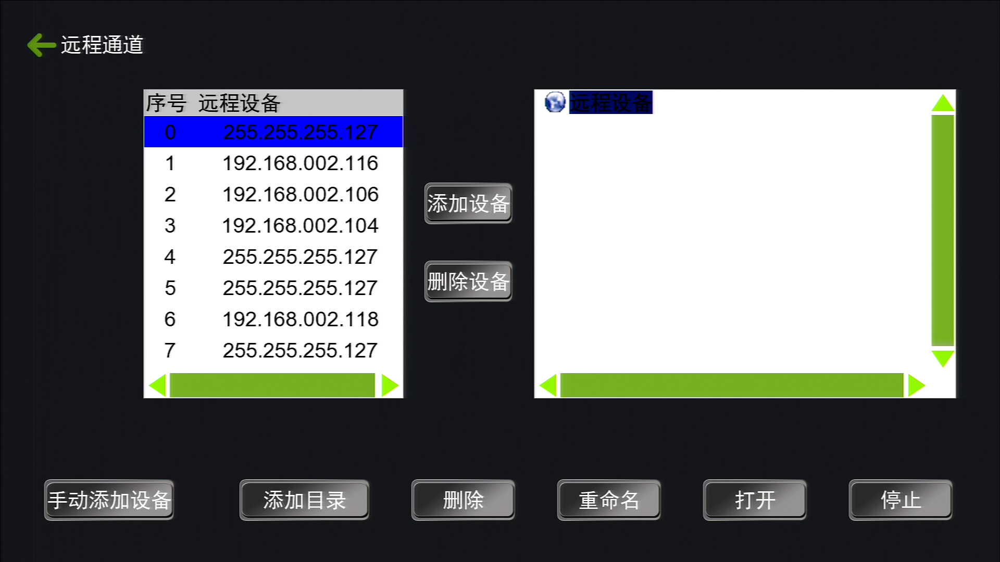 远程通道
序号 远程设备
0 255.255.255.127
1 192.168.002.116
2 192.168.002.106
3 192.168.002.104
4 255.255.255.127
5 255.255.255.127
6 192.168.002.118
7 255.255.255.127
添加设备
删除设备
远程设备
手动添加设备 添加目录 删除 重命名 打开 停止